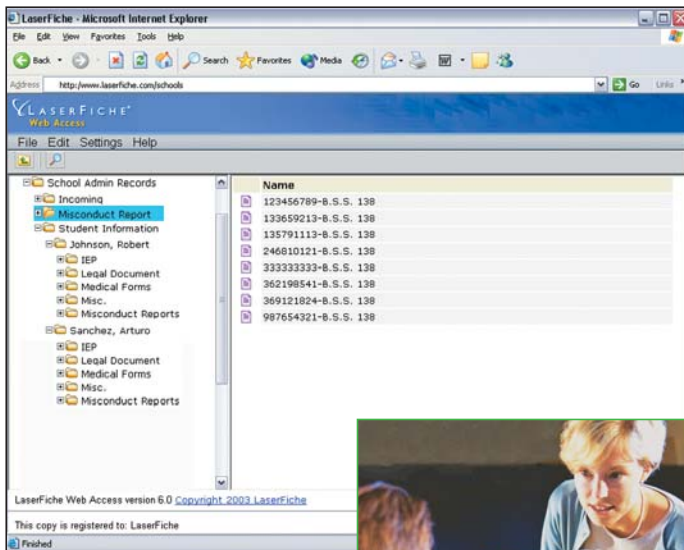 LaserFiche - Microsoft Internet Explorer
File Edit View Favorites Tools Help
Back Search Favorites Media
Address http://www.laserfiche.com/schools Go Links
LASERFICHE
Web Access
File Edit Settings Help
School Admin Records
Incoming
Misconduct Report
Student Information
Johnson, Robert
IEP
Legal Document
Medical Forms
Misc.
Misconduct Reports
Sanchez, Arturo
IEP
Legal Document
Medical Forms
Misc.
Misconduct Reports
Name
123456789-B.S.S. 138
133659213-B.S.S. 138
135791113-B.S.S. 138
246810121-B.S.S. 138
333333333-B.S.S. 138
362198541-B.S.S. 138
369121824-B.S.S. 138
987654321-B.S.S. 138
LaserFiche Web Access version 6.0 Copyright 2003 LaserFiche
This copy is registered to: LaserFiche
Finished